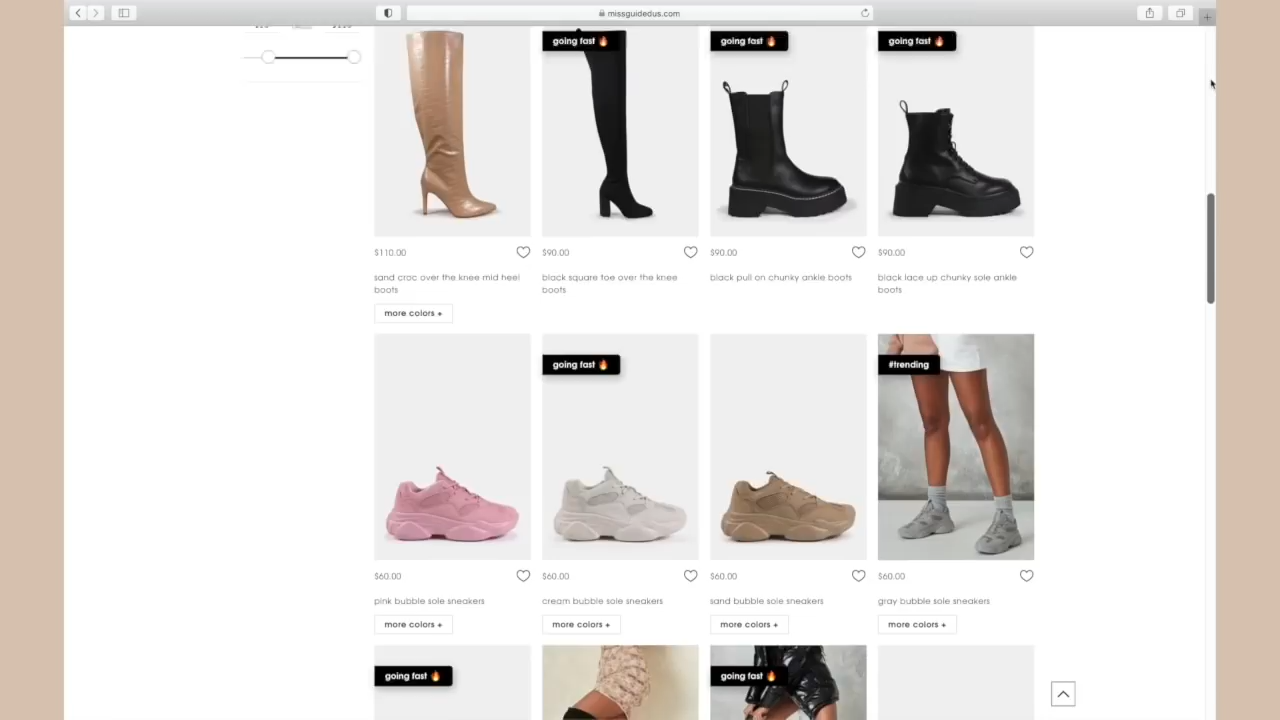 missguidedus.com
going fast 🔥
going fast 🔥
going fast 🔥
$110.00
$90.00
$90.00
$90.00
sand croc over the knee mid heel
boots
black square toe over the knee
boots
black pull on chunky ankle boots
black lace up chunky sole ankle
boots
more colors +
going fast 🔥
#trending
$60.00
$60.00
$60.00
$60.00
pink bubble sole sneakers
cream bubble sole sneakers
sand bubble sole sneakers
gray bubble sole sneakers
more colors +
more colors +
more colors +
more colors +
going fast 🔥
going fast 🔥